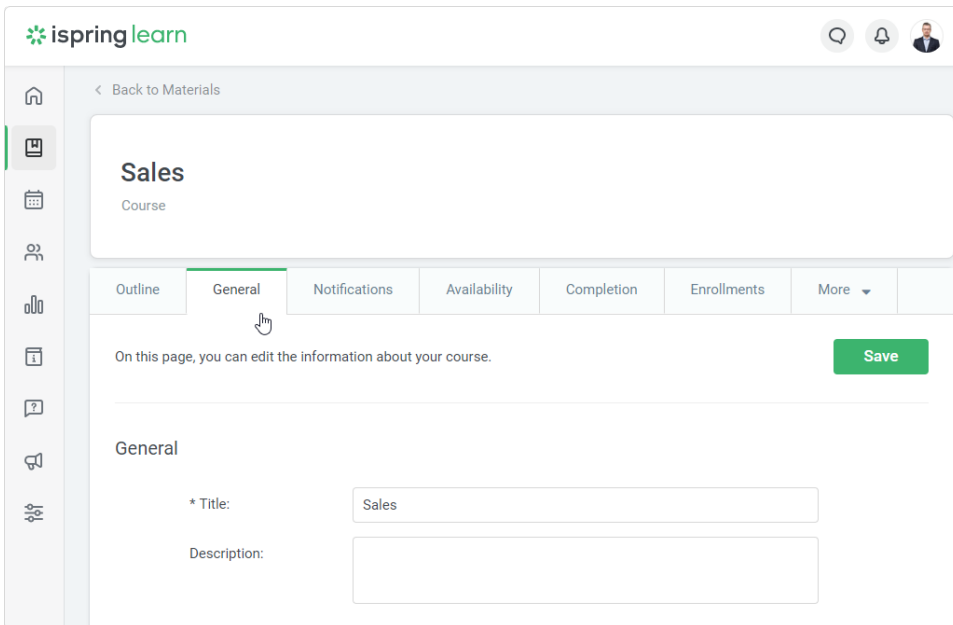 ispring learn
Back to Materials
Sales
Course
Outline General Notifications Availability Completion Enrollments More
On this page, you can edit the information about your course. Save
General
* Title: Sales
Description: